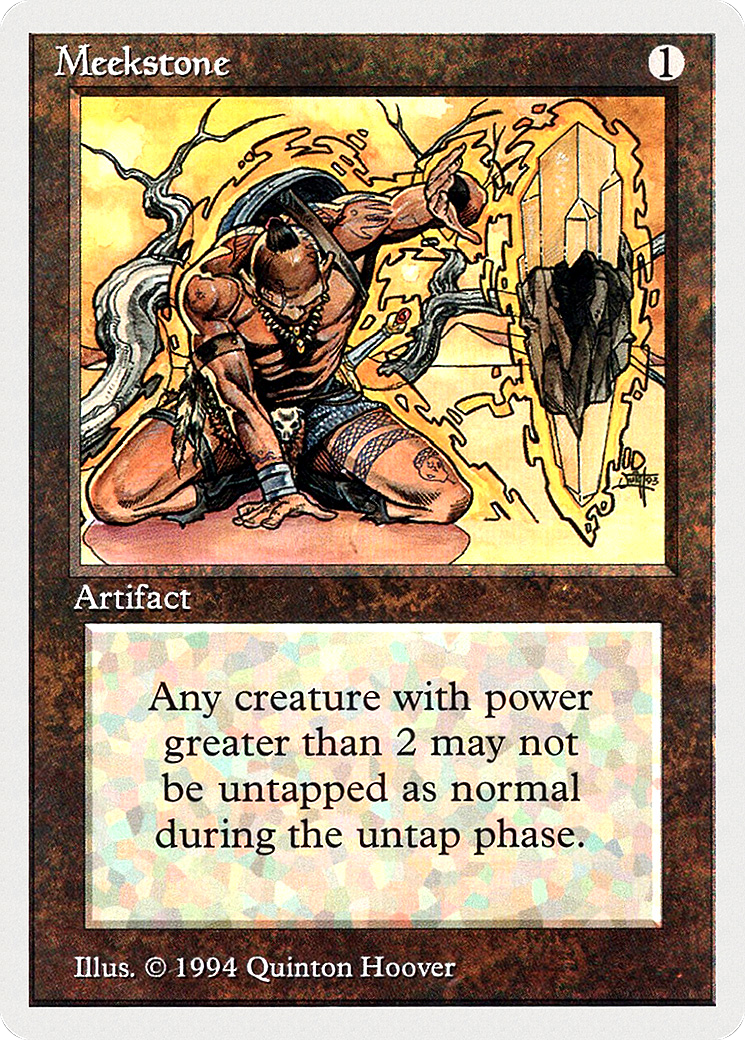 Meekstone 1
Artifact
Any creature with power
greater than 2 may not
be untapped as normal
during the untap phase.
Illus. © 1994 Quinton Hoover